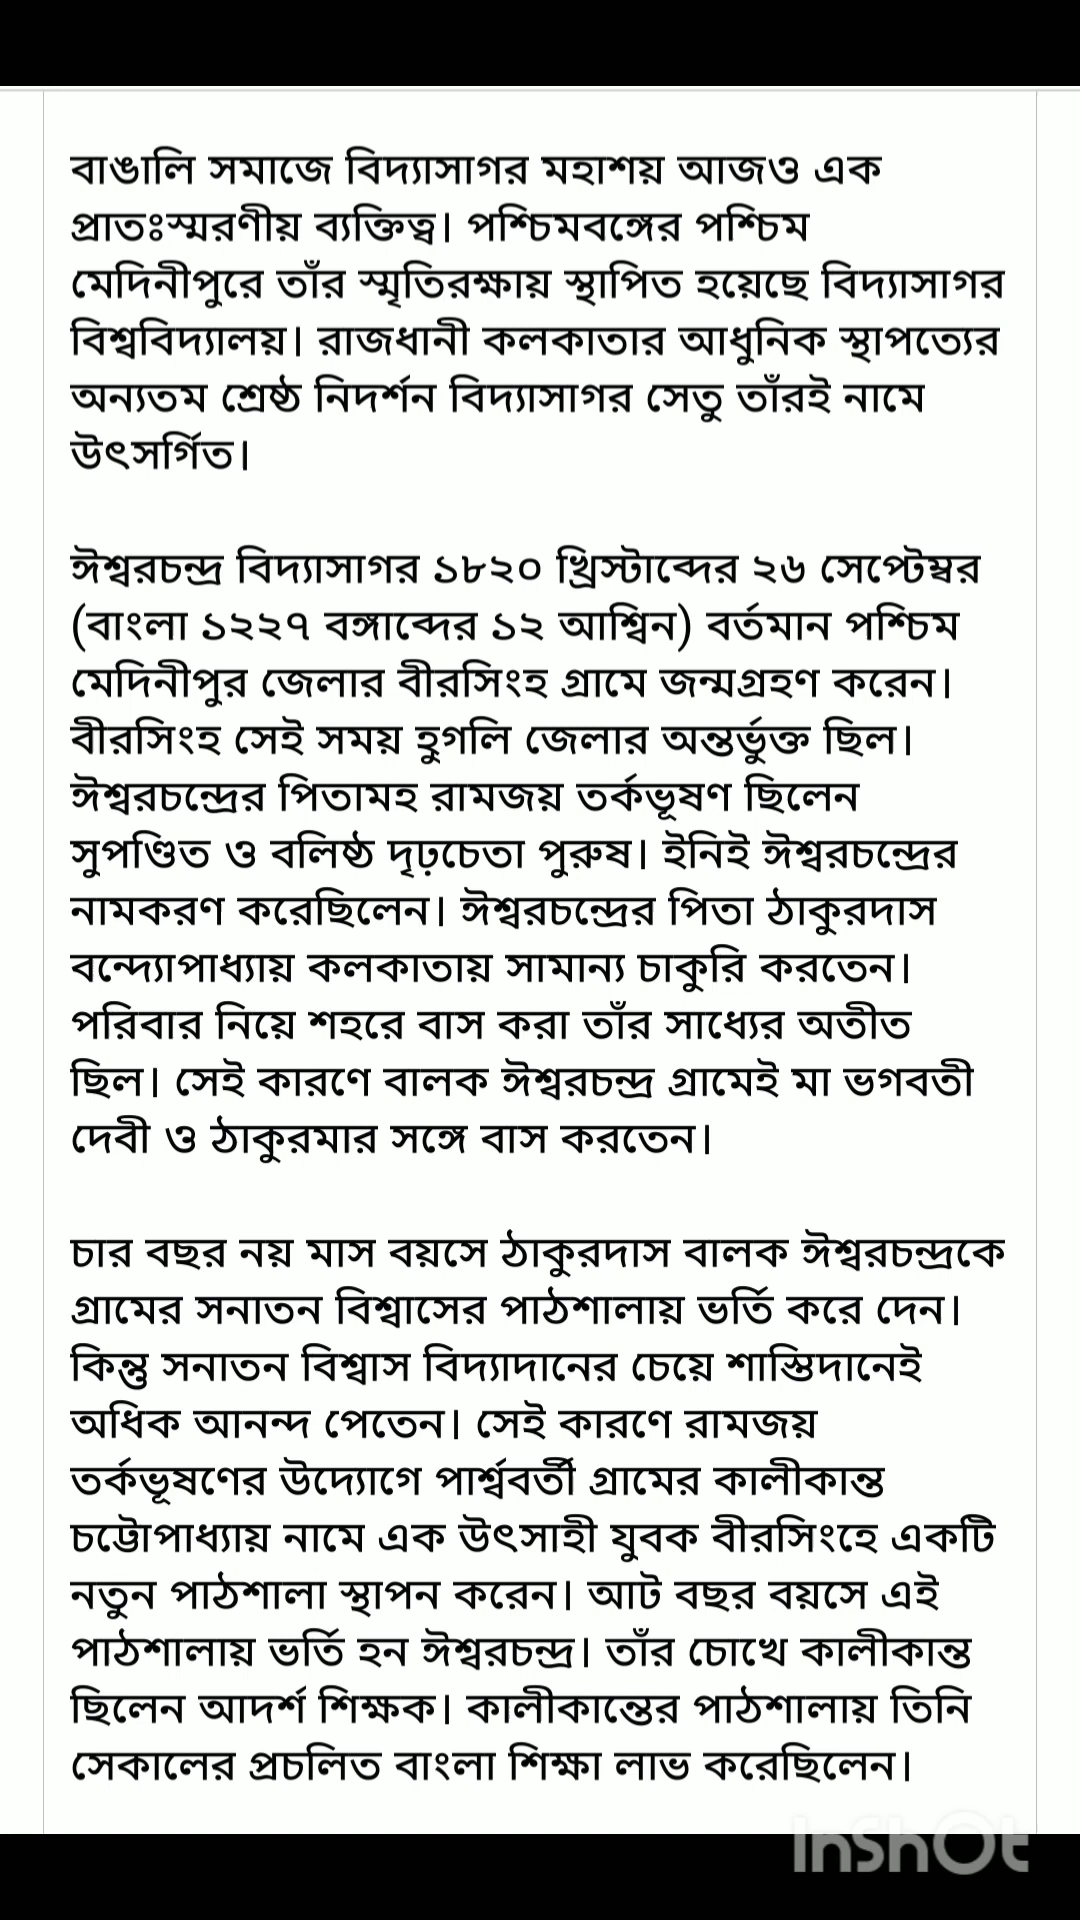 বাঙালি সমাজে বিদ্যাসাগর মহাশয় আজও এক
প্রাতঃস্মরণীয় ব্যক্তিত্ব। পশ্চিমবঙ্গের পশ্চিম
মেদিনীপুরে তাঁর স্মৃতিরক্ষায় স্থাপিত হয়েছে বিদ্যাসাগর
বিশ্ববিদ্যালয়। রাজধানী কলকাতার আধুনিক স্থাপত্যের
অন্যতম শ্রেষ্ঠ নিদর্শন বিদ্যাসাগর সেতু তাঁরই নামে
উৎসর্গিত।
ঈশ্বরচন্দ্র বিদ্যাসাগর ১৮২০ খ্রিস্টাব্দের ২৬ সেপ্টেম্বর
(বাংলা ১২২৭ বঙ্গাব্দের ১২ আশ্বিন) বর্তমান পশ্চিম
মেদিনীপুর জেলার বীরসিংহ গ্রামে জন্মগ্রহণ করেন।
বীরসিংহ সেই সময় হুগলি জেলার অন্তর্ভুক্ত ছিল।
ঈশ্বরচন্দ্রের পিতামহ রামজয় তর্কভূষণ ছিলেন
সুপণ্ডিত ও বলিষ্ঠ দৃঢ়চেতা পুরুষ। ইনিই ঈশ্বরচন্দ্রের
নামকরণ করেছিলেন। ঈশ্বরচন্দ্রের পিতা ঠাকুরদাস
বন্দ্যোপাধ্যায় কলকাতায় সামান্য চাকুরি করতেন।
পরিবার নিয়ে শহরে বাস করা তাঁর সাধ্যের অতীত
ছিল। সেই কারণে বালক ঈশ্বরচন্দ্র গ্রামেই মা ভগবতী
দেবী ও ঠাকুরমার সঙ্গে বাস করতেন।
চার বছর নয় মাস বয়সে ঠাকুরদাস বালক ঈশ্বরচন্দ্রকে
গ্রামের সনাতন বিশ্বাসের পাঠশালায় ভর্তি করে দেন।
কিন্তু সনাতন বিশ্বাস বিদ্যাদানের চেয়ে শাস্তিদানেই
অধিক আনন্দ পেতেন। সেই কারণে রামজয়
তর্কভূষণের উদ্যোগে পার্শ্ববর্তী গ্রামের কালীকান্ত
চট্টোপাধ্যায় নামে এক উৎসাহী যুবক বীরসিংহে একটি
নতুন পাঠশালা স্থাপন করেন। আট বছর বয়সে এই
পাঠশালায় ভর্তি হন ঈশ্বরচন্দ্র। তাঁর চোখে কালীকান্ত
ছিলেন আদর্শ শিক্ষক। কালীকান্তের পাঠশালায় তিনি
সেকালের প্রচলিত বাংলা শিক্ষা লাভ করেছিলেন।
InShOt